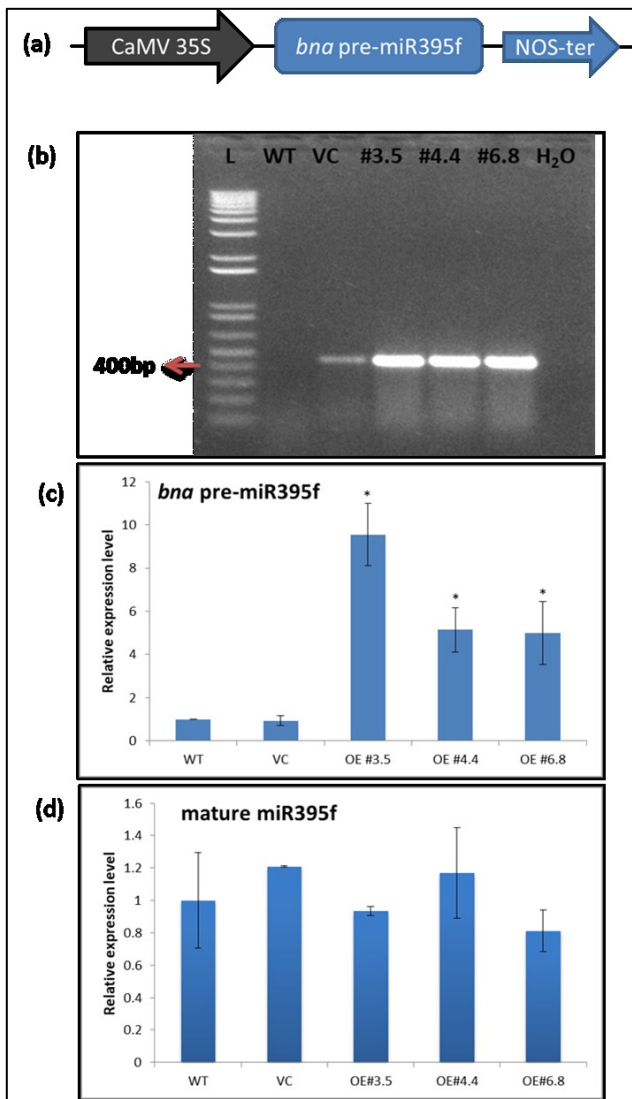 (a) CaMV 35S bna pre-miR395f NOS-ter
(b) L WT VC #3.5 #4.4 #6.8 H₂O
400bp
(c) bna pre-miR395f
Relative expression level
12
10
8
6
4
2
0
* * *
WT VC OE #3.5 OE #4.4 OE #6.8
(d) mature miR395f
Relative expression level
1.6
1.4
1.2
1
0.8
0.6
0.4
0.2
0
WT VC OE#3.5 OE#4.4 OE#6.8